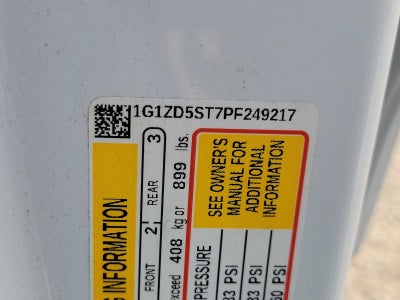 1G1ZD5ST7PF249217
INFORMATION
FRONT 2 REAR 3
exceed 408 kg or 899 lbs.
SEE OWNER'S
MANUAL FOR
ADDITIONAL
INFORMATION
PRESSURE
PSI
PSI
PSI